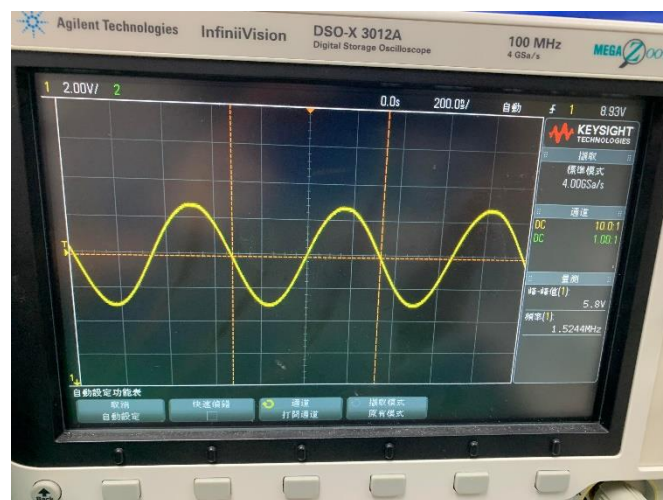 Agilent Technologies InfiniiVision DSO-X 3012A
Digital Storage Oscilloscope
100 MHz
4 GSa/s
MEGA Zoo
1 2.00V/ 2 0.0s 200.0 自動 1 8.93V
KEYSIGHT
TECHNOLOGIES
擷取
標準模式
4.00GSa/s
通道
DC 10.0:1
DC 1.00:1
量測
峰-峰值(1):
5.8V
頻率(1):
1.5244MHz
T
1
自動設定功能表
取消
自動設定
快速偵錯
通道
打開通道
擷取模式
原有模式
Back